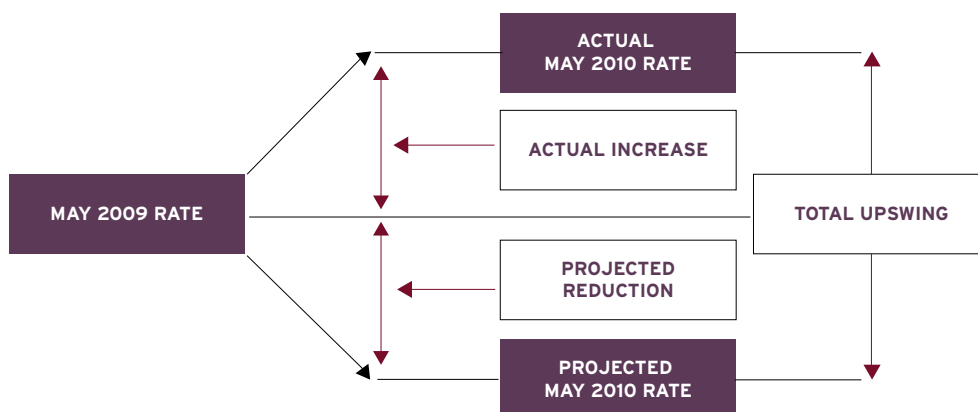 ACTUAL
MAY 2010 RATE
ACTUAL INCREASE
MAY 2009 RATE
TOTAL UPSWING
PROJECTED
REDUCTION
PROJECTED
MAY 2010 RATE